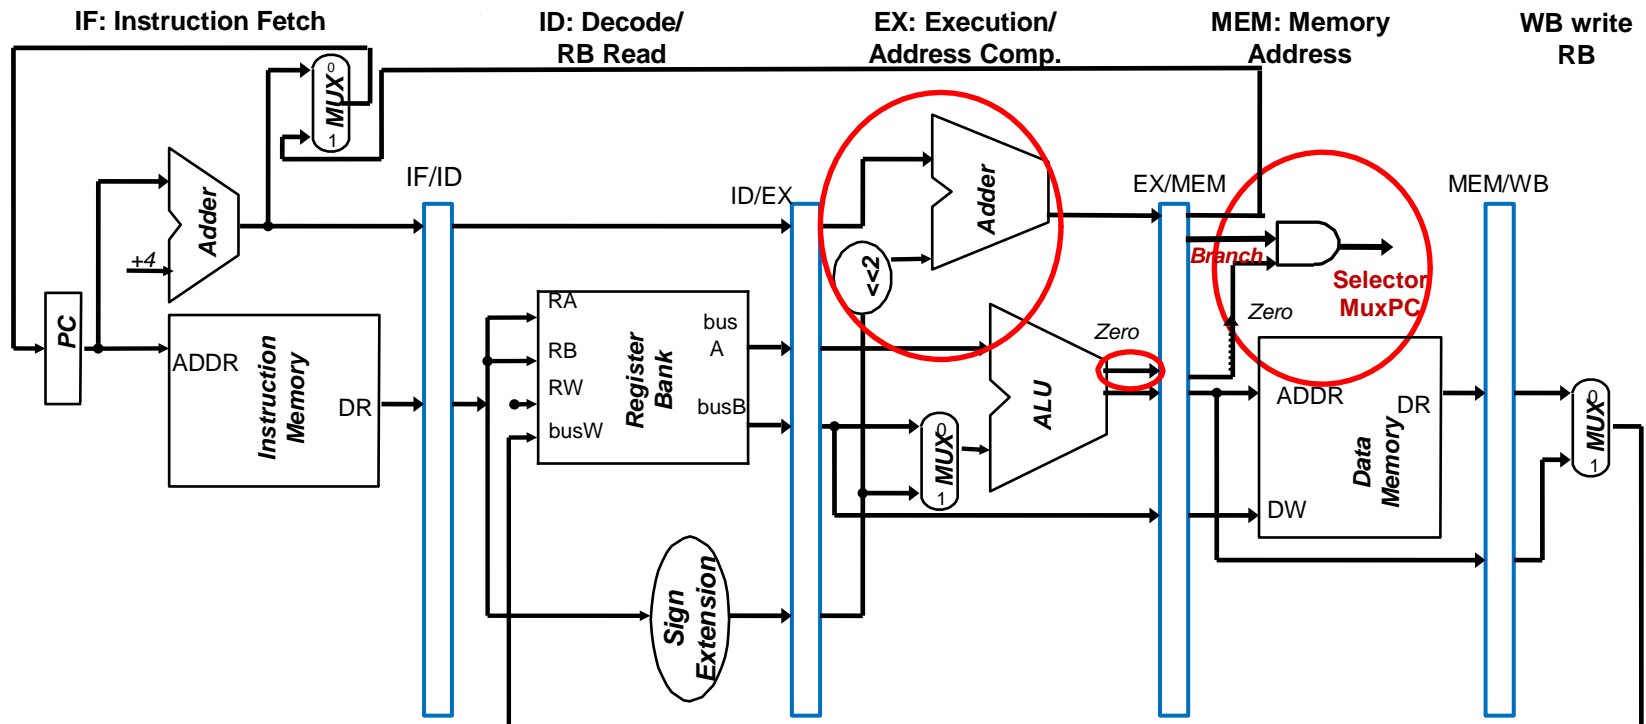 IF: Instruction Fetch
ID: Decode/
RB Read
EX: Execution/
Address Comp.
MEM: Memory
Address
WB write
RB
0
MUX
1
IF/ID
ID/EX
EX/MEM
MEM/WB
Adder
+4
PC
ADDR
Instruction
Memory
DR
RA
RB
RW
busW
Register
Bank
bus
A
busB
Sign
Extension
Adder
<<2
Zero
ALU
0
MUX
1
Branch
Selector
MuxPC
Zero
ADDR
DR
Data
Memory
DW
0
MUX
1